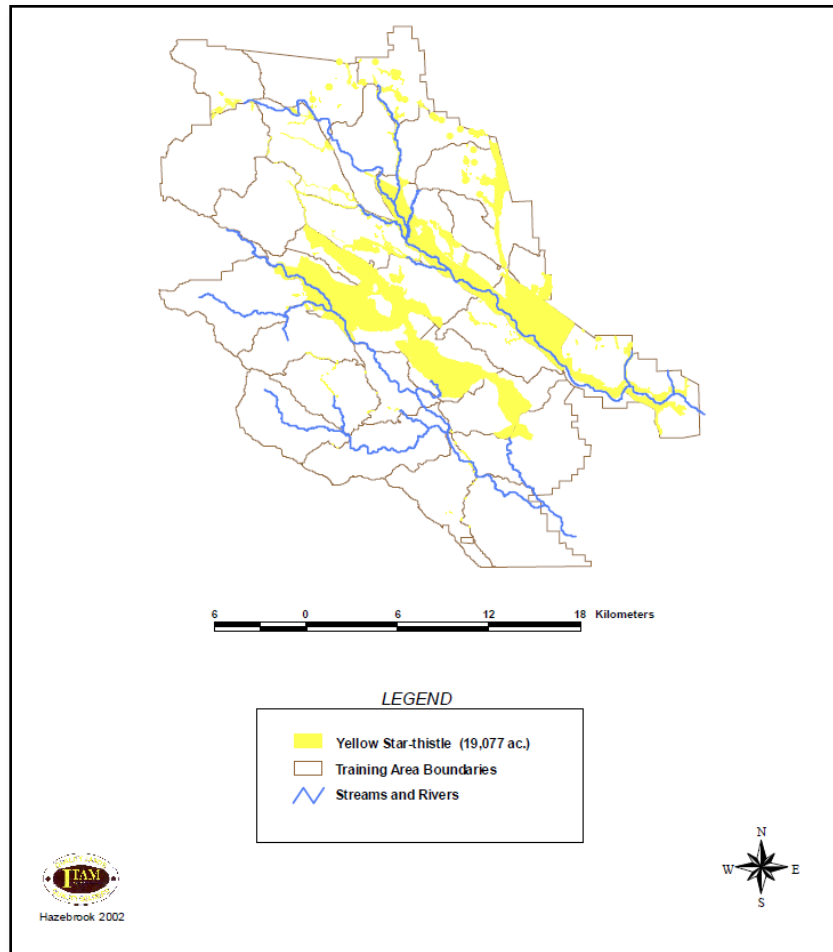 6 0 6 12 18 Kilometers
LEGEND
Yellow Star-thistle (19,077 ac.)
Training Area Boundaries
Streams and Rivers
N
W E
S
ITAM
Hazebrook 2002